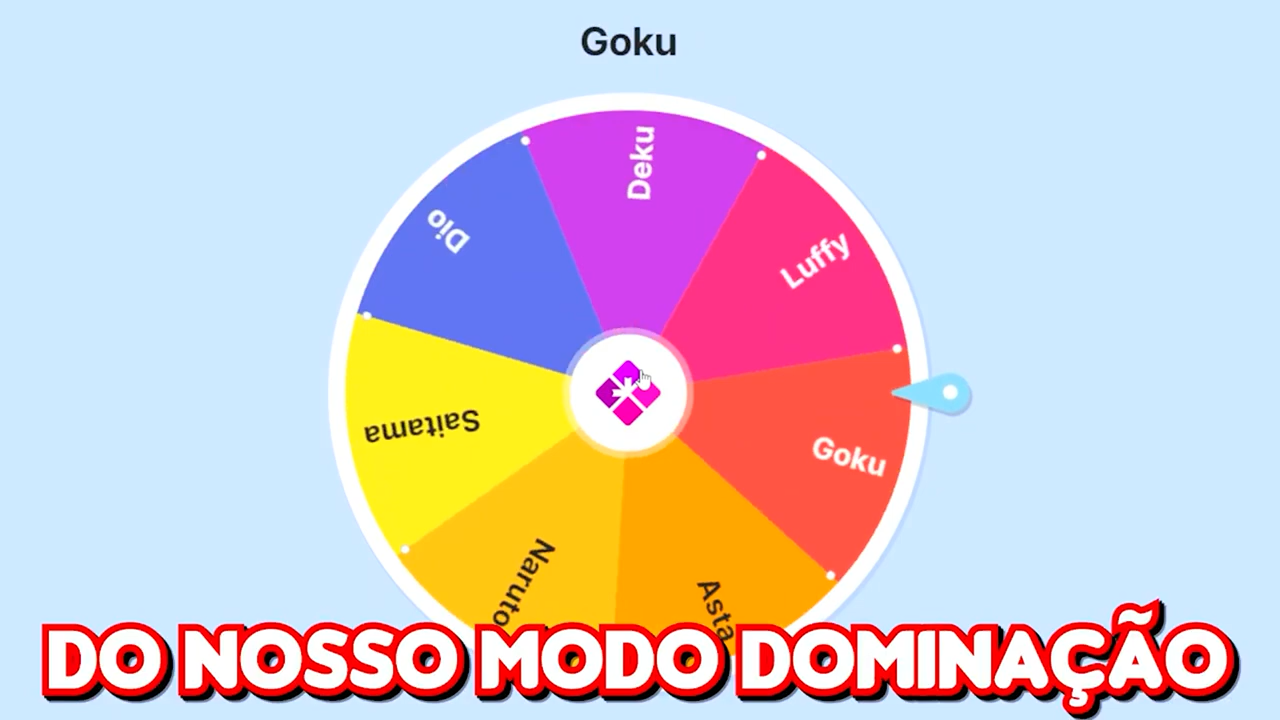 Goku
Deku
Dio
Luffy
Saitama
Goku
Naruto
Asta
DO NOSSO MODO DOMINAÇÃO